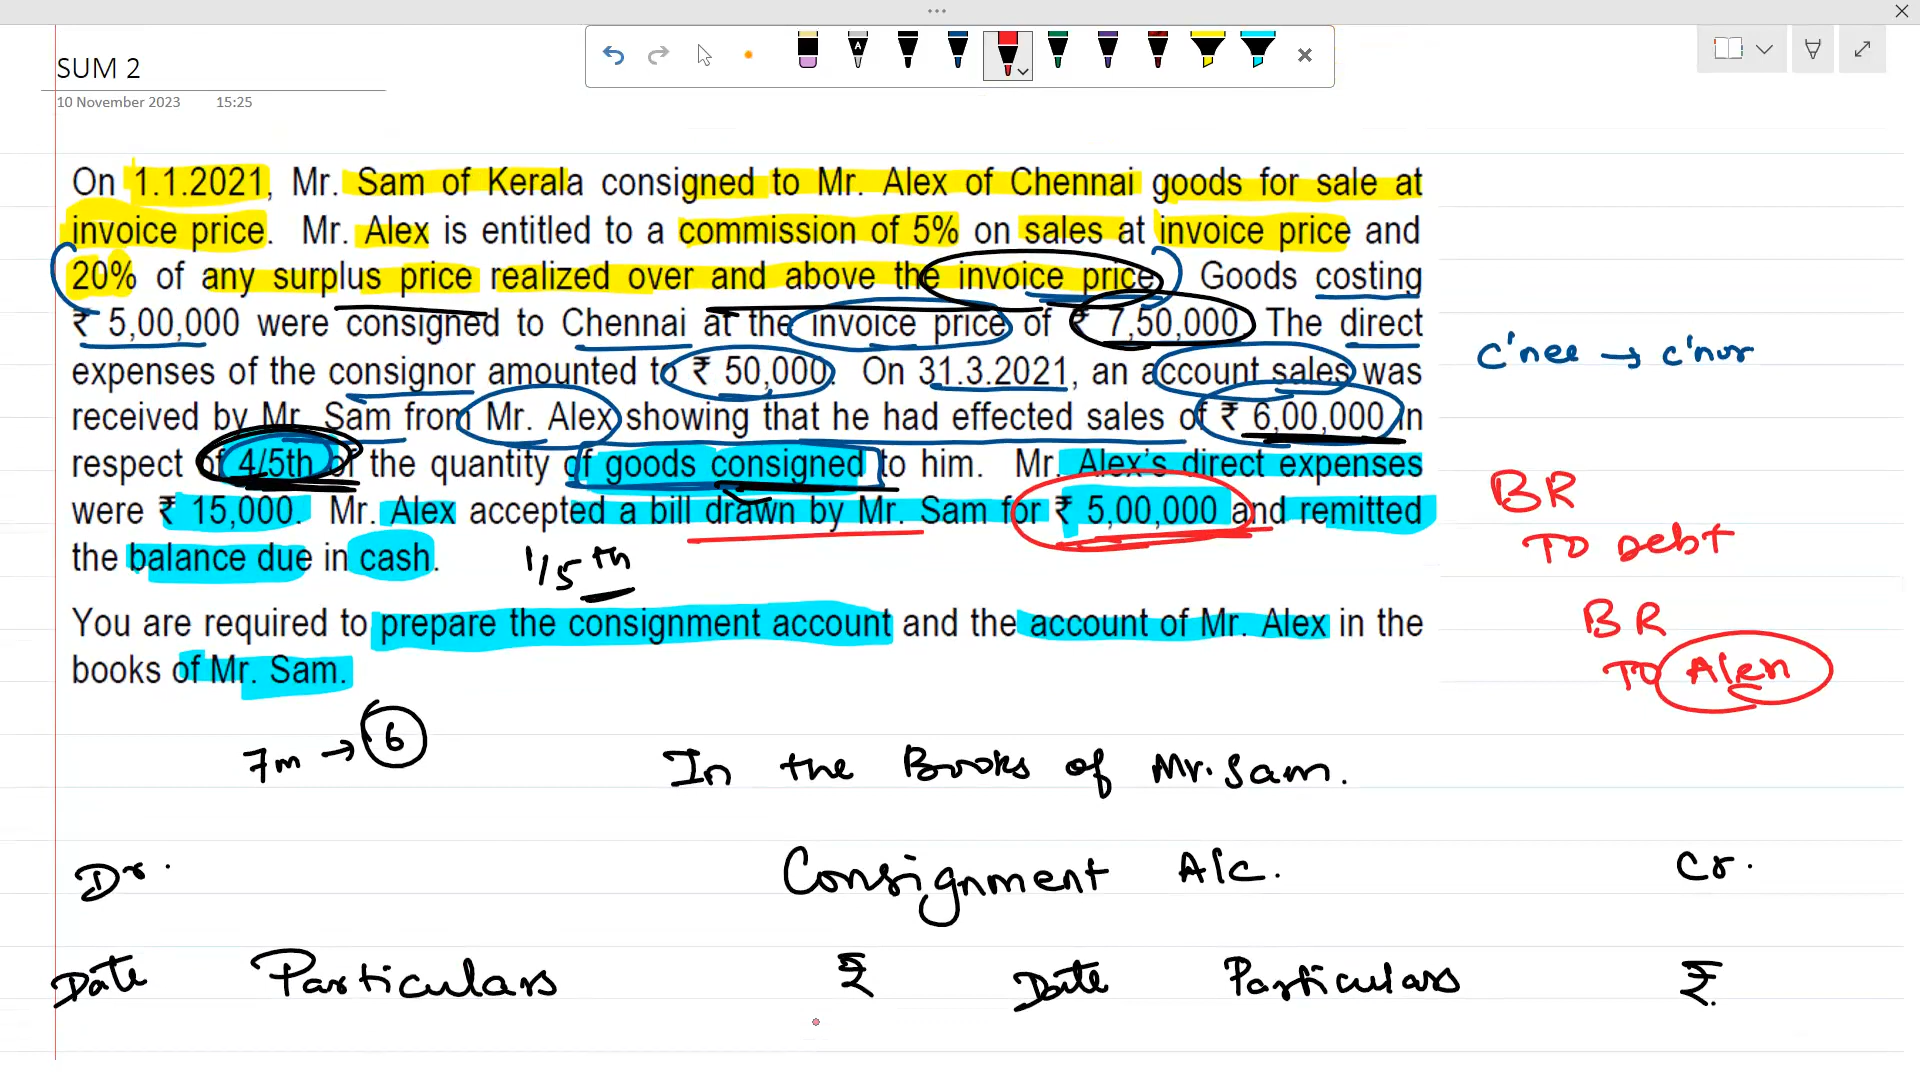 SUM 2
10 November 2023 15:25
On 1.1.2021, Mr. Sam of Kerala consigned to Mr. Alex of Chennai goods for sale at
invoice price. Mr. Alex is entitled to a commission of 5% on sales at invoice price and
20% of any surplus price realized over and above the invoice price. Goods costing
₹ 5,00,000 were consigned to Chennai at the invoice price of ₹ 7,50,000. The direct
expenses of the consignor amounted to ₹ 50,000. On 31.3.2021, an account sales was
received by Mr. Sam from Mr. Alex showing that he had effected sales of ₹ 6,00,000 in
respect of 4/5th of the quantity of goods consigned to him. Mr. Alex's direct expenses
were ₹ 15,000. Mr. Alex accepted a bill drawn by Mr. Sam for ₹ 5,00,000 and remitted
the balance due in cash.
1/5th
You are required to prepare the consignment account and the account of Mr. Alex in the
books of Mr. Sam.
C'nee → C'nor
BR
To Debt
BR
To Alex
7m → 6
In the Books of Mr. Sam.
Dr. Consignment A/c. Cr.
Date Particulars ₹ Date Particulars ₹